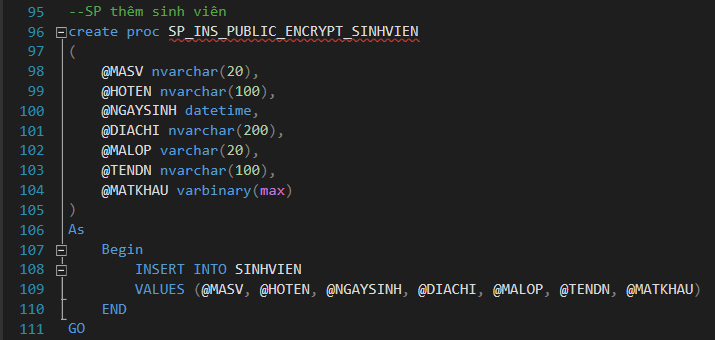 95 --SP thêm sinh viên
96 create proc SP_INS_PUBLIC_ENCRYPT_SINHVIEN
97 (
98 @MASV nvarchar(20),
99 @HOTEN nvarchar(100),
100 @NGAYSINH datetime,
101 @DIACHI nvarchar(200),
102 @MALOP varchar(20),
103 @TENDN nvarchar(100),
104 @MATKHAU varbinary(max)
105 )
106 As
107 Begin
108 INSERT INTO SINHVIEN
109 VALUES (@MASV, @HOTEN, @NGAYSINH, @DIACHI, @MALOP, @TENDN, @MATKHAU)
110 END
111 GO